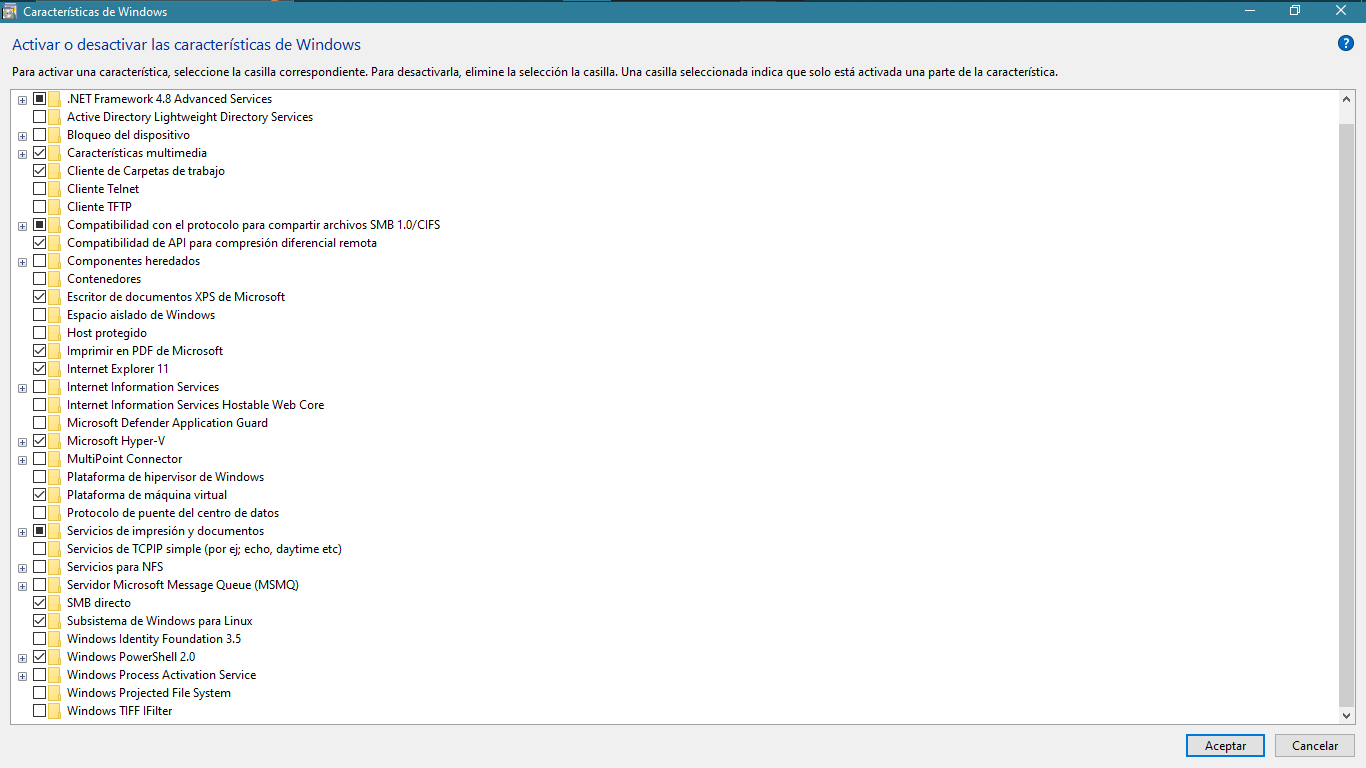 Características de Windows
Activar o desactivar las características de Windows
?
Para activar una característica, seleccione la casilla correspondiente. Para desactivarla, elimine la selección la casilla. Una casilla seleccionada indica que solo está activada una parte de la característica.
.NET Framework 4.8 Advanced Services
Active Directory Lightweight Directory Services
Bloqueo del dispositivo
Características multimedia
Cliente de Carpetas de trabajo
Cliente Telnet
Cliente TFTP
Compatibilidad con el protocolo para compartir archivos SMB 1.0/CIFS
Compatibilidad de API para compresión diferencial remota
Componentes heredados
Contenedores
Escritor de documentos XPS de Microsoft
Espacio aislado de Windows
Host protegido
Imprimir en PDF de Microsoft
Internet Explorer 11
Internet Information Services
Internet Information Services Hostable Web Core
Microsoft Defender Application Guard
Microsoft Hyper-V
MultiPoint Connector
Plataforma de hipervisor de Windows
Plataforma de máquina virtual
Protocolo de puente del centro de datos
Servicios de impresión y documentos
Servicios de TCPIP simple (por ej; echo, daytime etc)
Servicios para NFS
Servidor Microsoft Message Queue (MSMQ)
SMB directo
Subsistema de Windows para Linux
Windows Identity Foundation 3.5
Windows PowerShell 2.0
Windows Process Activation Service
Windows Projected File System
Windows TIFF IFilter
Aceptar
Cancelar